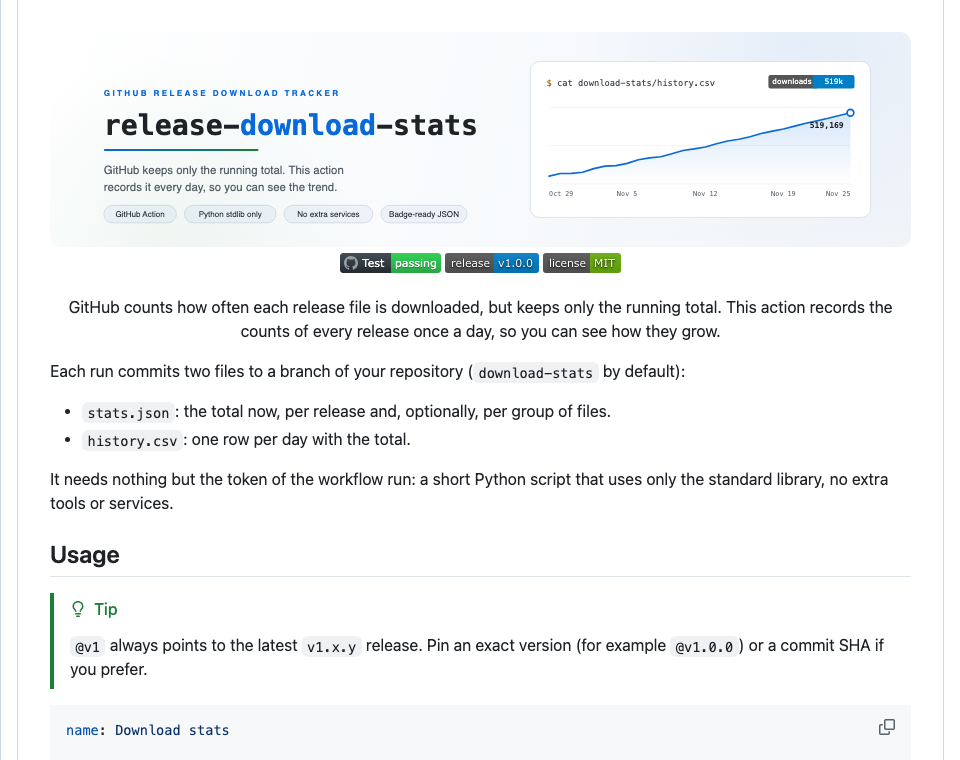 GITHUB RELEASE DOWNLOAD TRACKER
release-download-stats
GitHub keeps only the running total. This action
records it every day, so you can see the trend.
GitHub Action
Python stdlib only
No extra services
Badge-ready JSON
$ cat download-stats/history.csv
downloads 519k
519,169
Oct 29 Nov 5 Nov 12 Nov 19 Nov 25
Test passing
release v1.0.0
license MIT
GitHub counts how often each release file is downloaded, but keeps only the running total. This action records the
counts of every release once a day, so you can see how they grow.
Each run commits two files to a branch of your repository ( download-stats by default):
• stats.json : the total now, per release and, optionally, per group of files.
• history.csv : one row per day with the total.
It needs nothing but the token of the workflow run: a short Python script that uses only the standard library, no extra
tools or services.
Usage
Tip
@v1 always points to the latest v1.x.y release. Pin an exact version (for example @v1.0.0 ) or a commit SHA if
you prefer.
name: Download stats